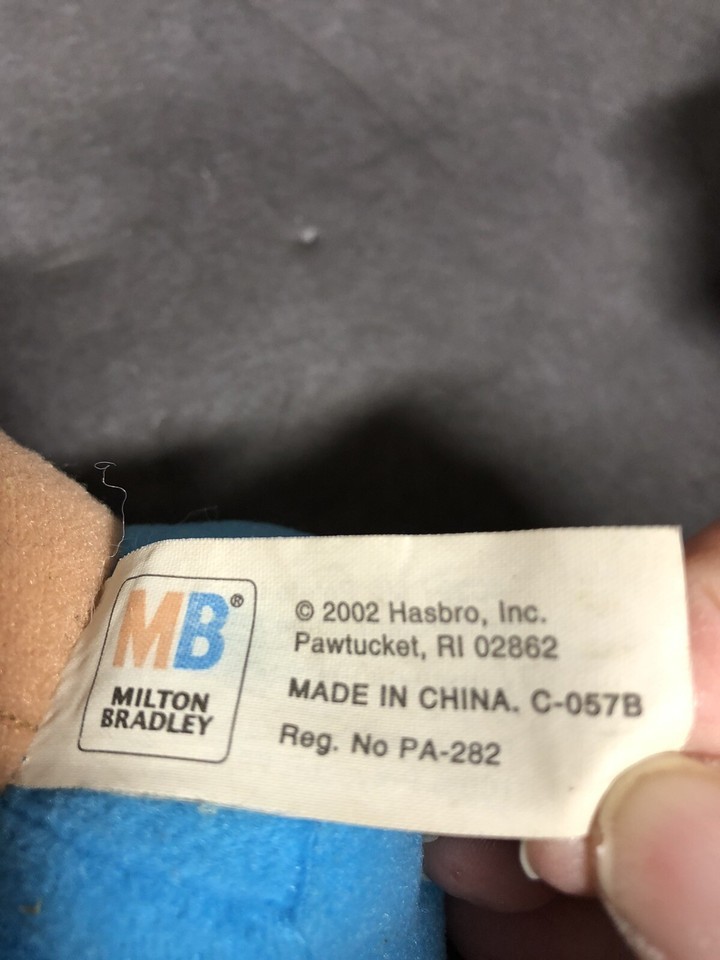 MB®
MILTON
BRADLEY
© 2002 Hasbro, Inc.
Pawtucket, RI 02862
MADE IN CHINA. C-057B
Reg. No PA-282